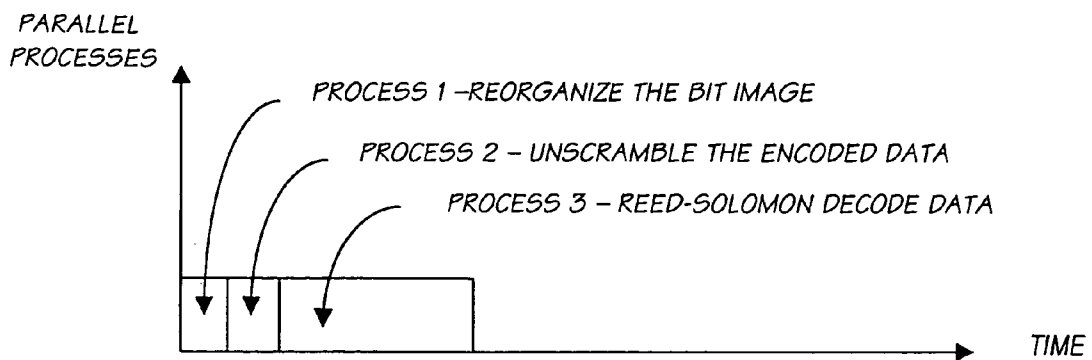 PARALLEL
PROCESSES
PROCESS 1 –REORGANIZE THE BIT IMAGE
PROCESS 2 – UNSCRAMBLE THE ENCODED DATA
PROCESS 3 – REED-SOLOMON DECODE DATA
TIME